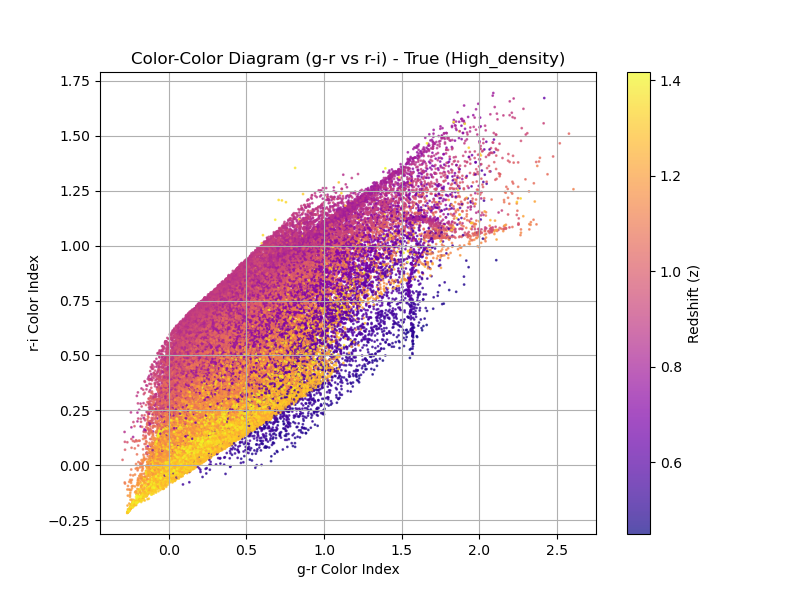 Color-Color Diagram (g-r vs r-i) - True (High_density)
1.75
1.50
1.25
1.00
0.75
0.50
0.25
0.00
−0.25
r-i Color Index
0.0 0.5 1.0 1.5 2.0 2.5
g-r Color Index
1.4
1.2
1.0
0.8
0.6
Redshift (z)